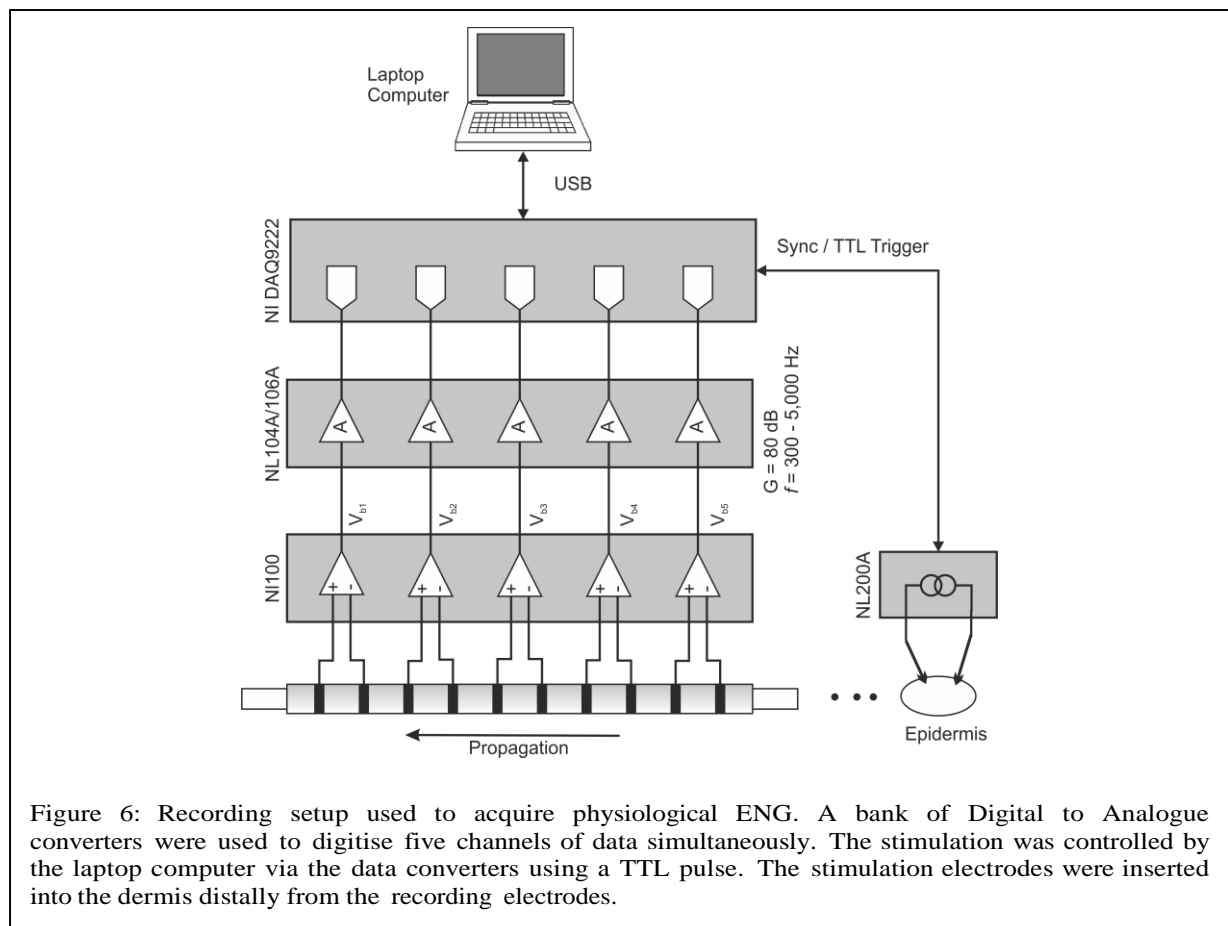 Laptop
Computer
USB
NI DAQ9222
Sync / TTL Trigger
NL104A/106A
A
A
A
A
A
G = 80 dB
f = 300 - 5,000 Hz
Vb1
Vb2
Vb3
Vb4
Vb5
NI100
+ -
+ -
+ -
+ -
+ -
NL200A
Propagation
Epidermis
Figure 6: Recording setup used to acquire physiological ENG. A bank of Digital to Analogue
converters were used to digitise five channels of data simultaneously. The stimulation was controlled by
the laptop computer via the data converters using a TTL pulse. The stimulation electrodes were inserted
into the dermis distally from the recording electrodes.